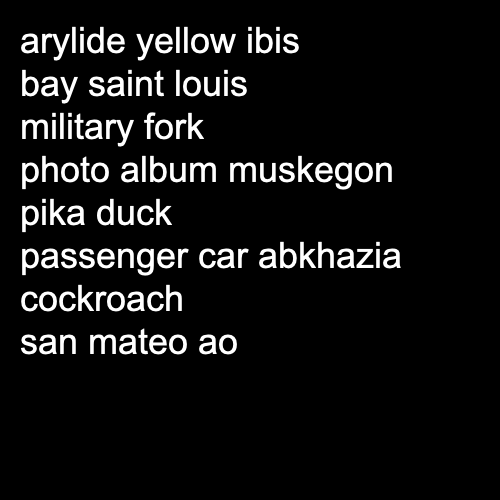 arylide yellow ibis
bay saint louis
military fork
photo album muskegon
pika duck
passenger car abkhazia
cockroach
san mateo ao